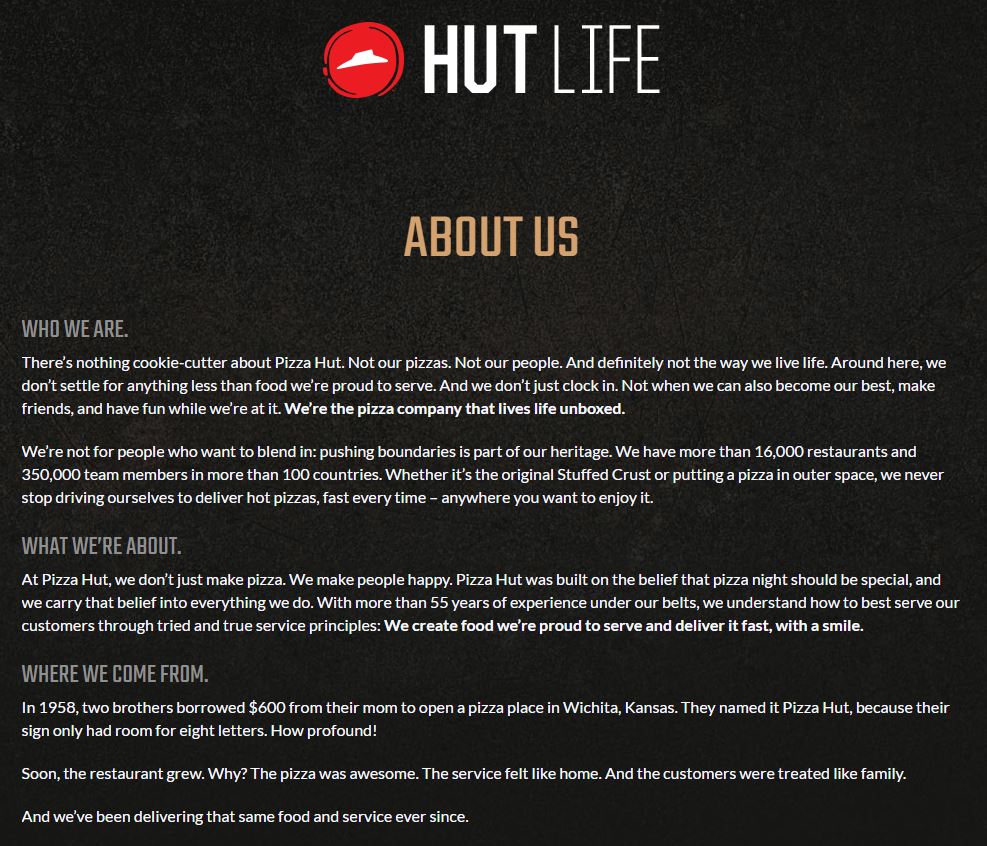 HUT LIFE
ABOUT US
WHO WE ARE.
There’s nothing cookie-cutter about Pizza Hut. Not our pizzas. Not our people. And definitely not the way we live life. Around here, we
don’t settle for anything less than food we’re proud to serve. And we don’t just clock in. Not when we can also become our best, make
friends, and have fun while we’re at it. We’re the pizza company that lives life unboxed.
We’re not for people who want to blend in: pushing boundaries is part of our heritage. We have more than 16,000 restaurants and
350,000 team members in more than 100 countries. Whether it’s the original Stuffed Crust or putting a pizza in outer space, we never
stop driving ourselves to deliver hot pizzas, fast every time – anywhere you want to enjoy it.
WHAT WE’RE ABOUT.
At Pizza Hut, we don’t just make pizza. We make people happy. Pizza Hut was built on the belief that pizza night should be special, and
we carry that belief into everything we do. With more than 55 years of experience under our belts, we understand how to best serve our
customers through tried and true service principles: We create food we’re proud to serve and deliver it fast, with a smile.
WHERE WE COME FROM.
In 1958, two brothers borrowed $600 from their mom to open a pizza place in Wichita, Kansas. They named it Pizza Hut, because their
sign only had room for eight letters. How profound!
Soon, the restaurant grew. Why? The pizza was awesome. The service felt like home. And the customers were treated like family.
And we’ve been delivering that same food and service ever since.